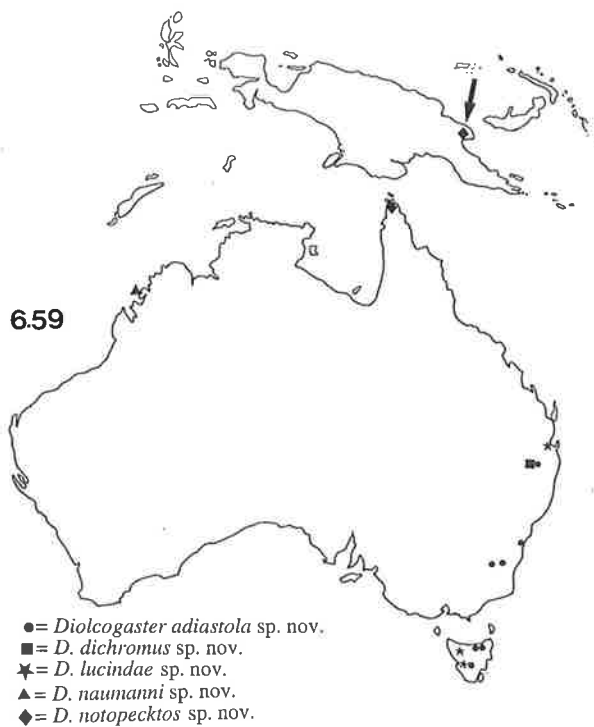 6.59
●= Diolcogaster adiastola sp. nov.
■= D. dichromus sp. nov.
★= D. lucindae sp. nov.
▲= D. naumanni sp. nov.
◆= D. notopecktos sp. nov.